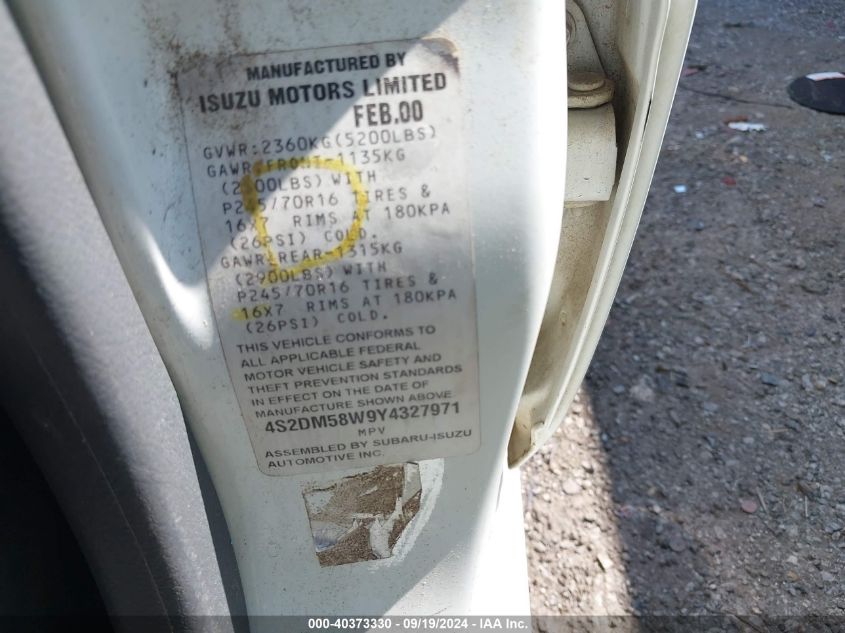 MANUFACTURED BY
ISUZU MOTORS LIMITED
FEB.00
GVWR:2360KG(5200LBS)
GAWR:FRONT-1135KG
(2500LBS) WITH
P245/70R16 TIRES &
16X7 RIMS AT 180KPA
(26PSI) COLD.
GAWR:REAR-1315KG
(2900LBS) WITH
P245/70R16 TIRES &
16X7 RIMS AT 180KPA
(26PSI) COLD.
THIS VEHICLE CONFORMS TO
ALL APPLICABLE FEDERAL
MOTOR VEHICLE SAFETY AND
THEFT PREVENTION STANDARDS
IN EFFECT ON THE DATE OF
MANUFACTURE SHOWN ABOVE
4S2DM58W9Y4327971
MPV
ASSEMBLED BY SUBARU-ISUZU
AUTOMOTIVE INC.
000-40373330 - 09/19/2024 - IAA Inc.